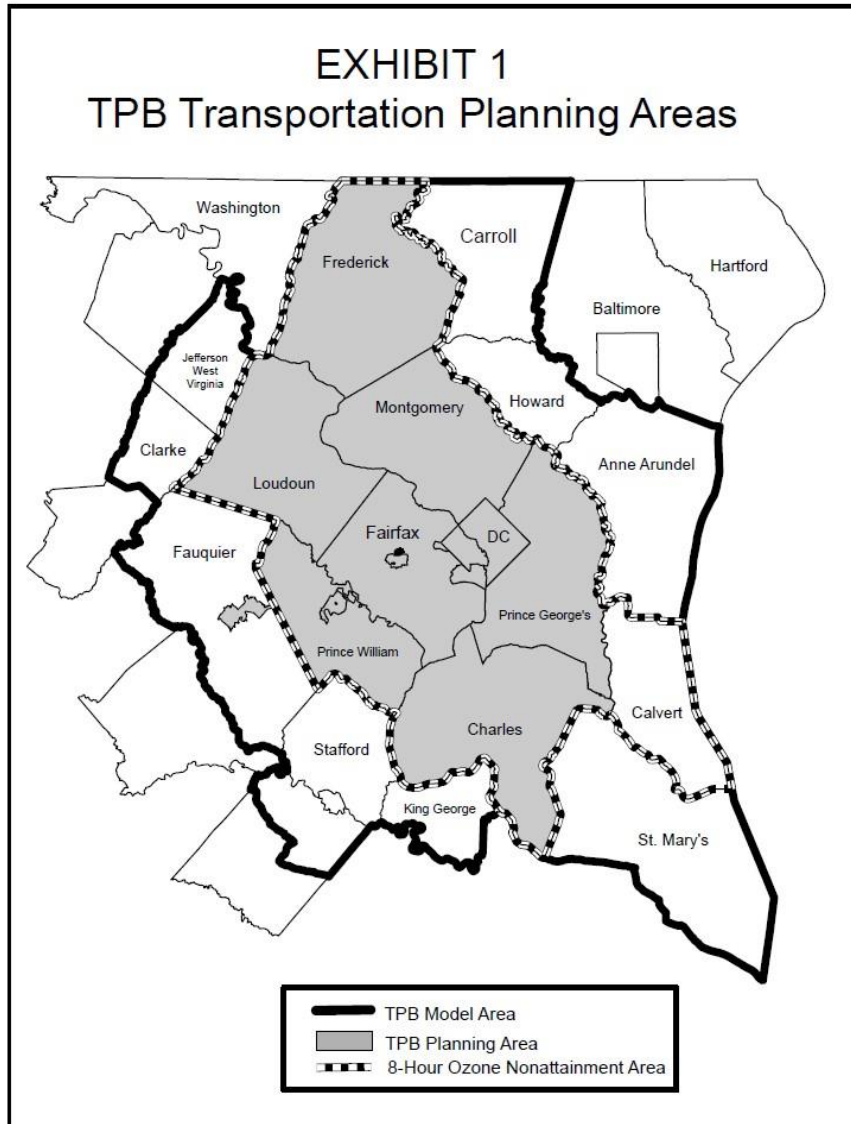 EXHIBIT 1
TPB Transportation Planning Areas
Washington
Carroll
Frederick
Hartford
Baltimore
Jefferson
West
Virginia
Montgomery
Howard
Clarke
Anne Arundel
Loudoun
Fairfax
DC
Fauquier
Prince George's
Prince William
Calvert
Charles
Stafford
King George
St. Mary's
TPB Model Area
TPB Planning Area
8-Hour Ozone Nonattainment Area